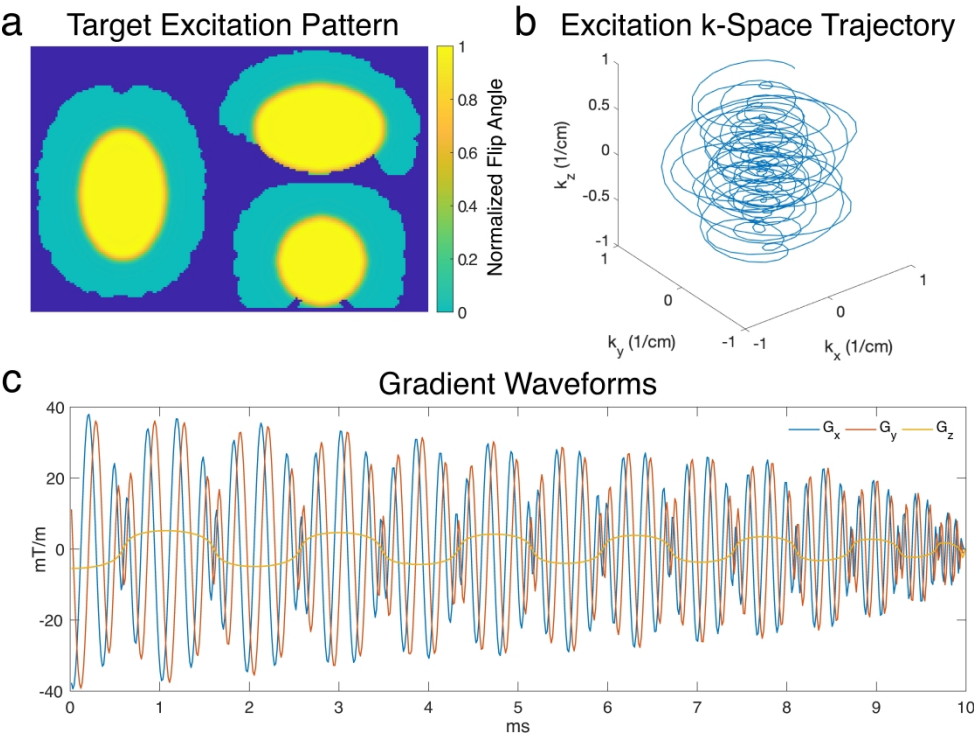 a Target Excitation Pattern
1
0.8
0.6
0.4
0.2
0
Normalized Flip Angle
b Excitation k-Space Trajectory
1
0.5
0
-0.5
-1
k_z (1/cm)
1
0
-1
k_y (1/cm)
-1
0
1
k_x (1/cm)
c Gradient Waveforms
40
20
0
-20
-40
mT/m
G_x G_y G_z
0 1 2 3 4 5 6 7 8 9 10
ms